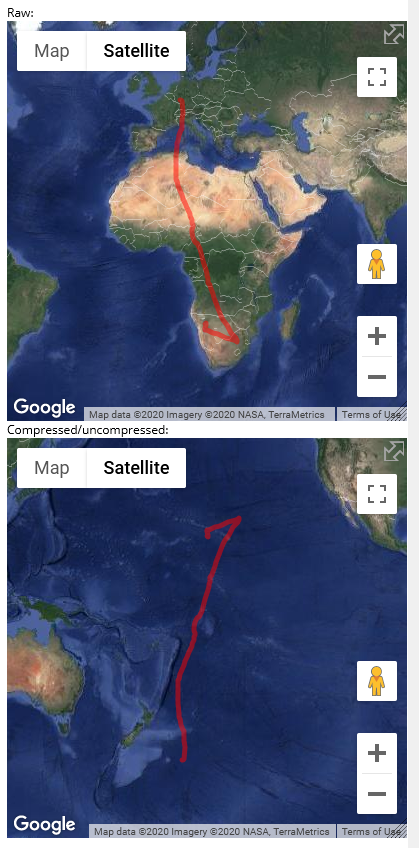 Raw:
Map Satellite
Google Map data ©2020 Imagery ©2020 NASA, TerraMetrics Terms of Use
Compressed/uncompressed:
Map Satellite
Google Map data ©2020 Imagery ©2020 NASA, TerraMetrics Terms of Use